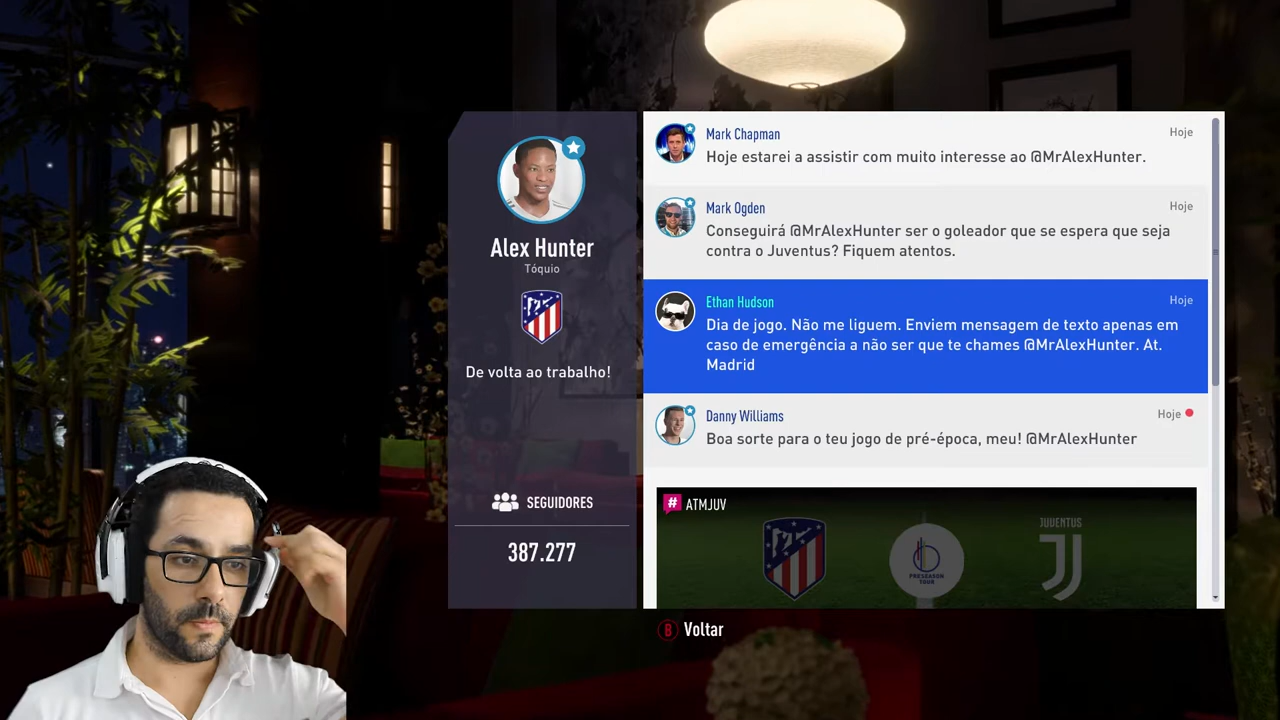 Alex Hunter
Tóquio
De volta ao trabalho!
SEGUIDORES
387.277
Mark Chapman
Hoje
Hoje estarei a assistir com muito interesse ao @MrAlexHunter.
Mark Ogden
Hoje
Conseguirá @MrAlexHunter ser o goleador que se espera que seja
contra o Juventus? Fiquem atentos.
Ethan Hudson
Hoje
Dia de jogo. Não me liguem. Enviem mensagem de texto apenas em
caso de emergência a não ser que te chames @MrAlexHunter. At.
Madrid
Danny Williams
Hoje
Boa sorte para o teu jogo de pré-época, meu! @MrAlexHunter
# ATMJUV
PRESEASON
TOUR
JUVENTUS
B Voltar